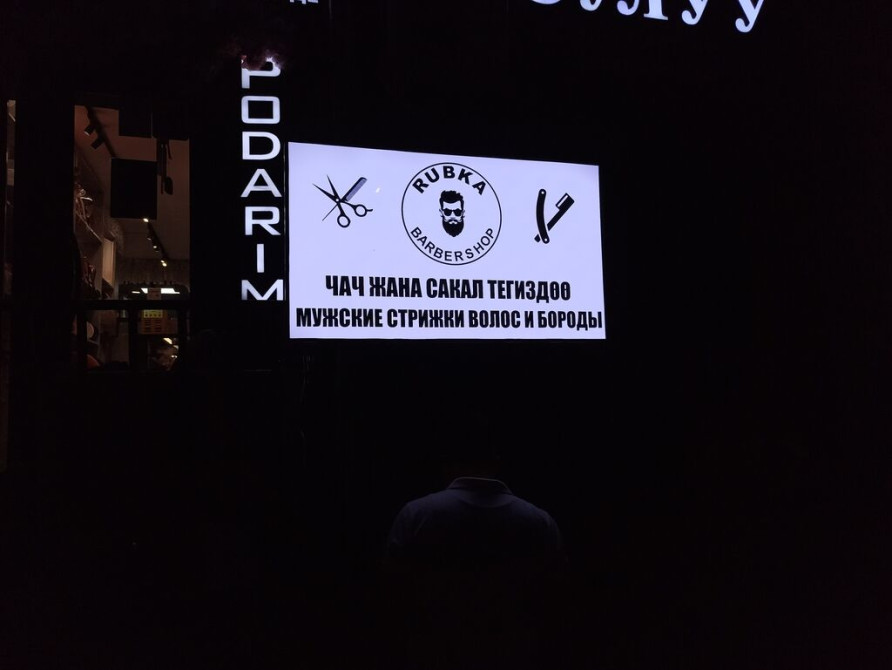 PODARIM
RUBKA
BARBERSHOP
ЧАЧ ЖАНА САКАЛ ТЕГИЗДӨӨ
МУЖСКИЕ СТРИЖКИ ВОЛОС И БОРОДЫ